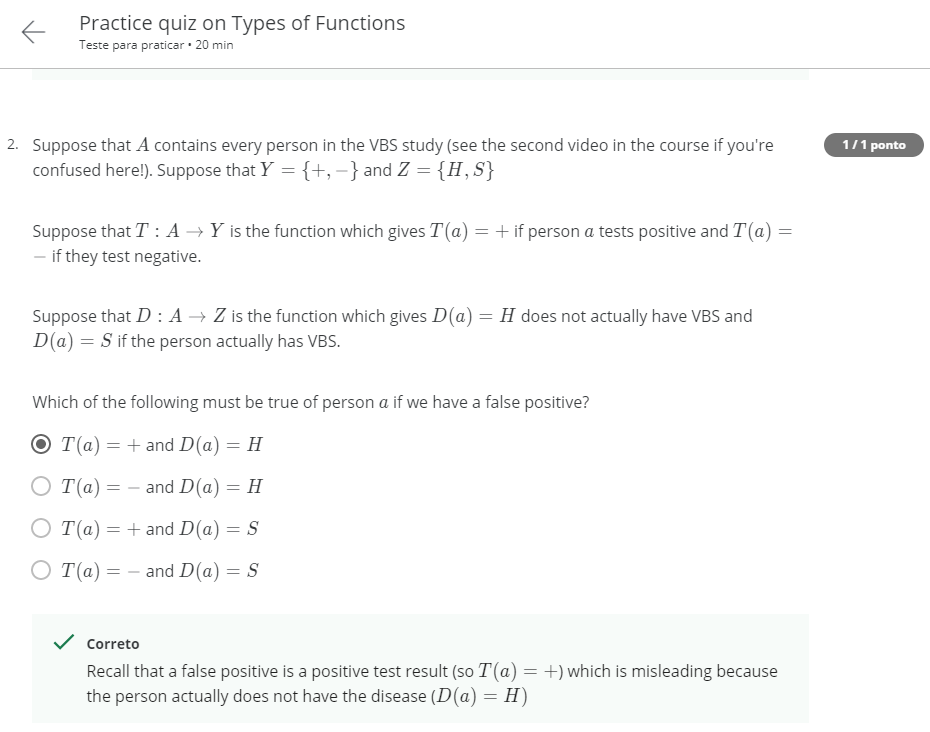 Practice quiz on Types of Functions
Teste para praticar • 20 min
2. Suppose that A contains every person in the VBS study (see the second video in the course if you're
1 / 1 ponto
confused here!). Suppose that Y = {+, −} and Z = {H, S}
Suppose that T : A → Y is the function which gives T(a) = + if person a tests positive and T(a) =
− if they test negative.
Suppose that D : A → Z is the function which gives D(a) = H does not actually have VBS and
D(a) = S if the person actually has VBS.
Which of the following must be true of person a if we have a false positive?
T(a) = + and D(a) = H
T(a) = − and D(a) = H
T(a) = + and D(a) = S
T(a) = − and D(a) = S
Correto
Recall that a false positive is a positive test result (so T(a) = +) which is misleading because
the person actually does not have the disease (D(a) = H)